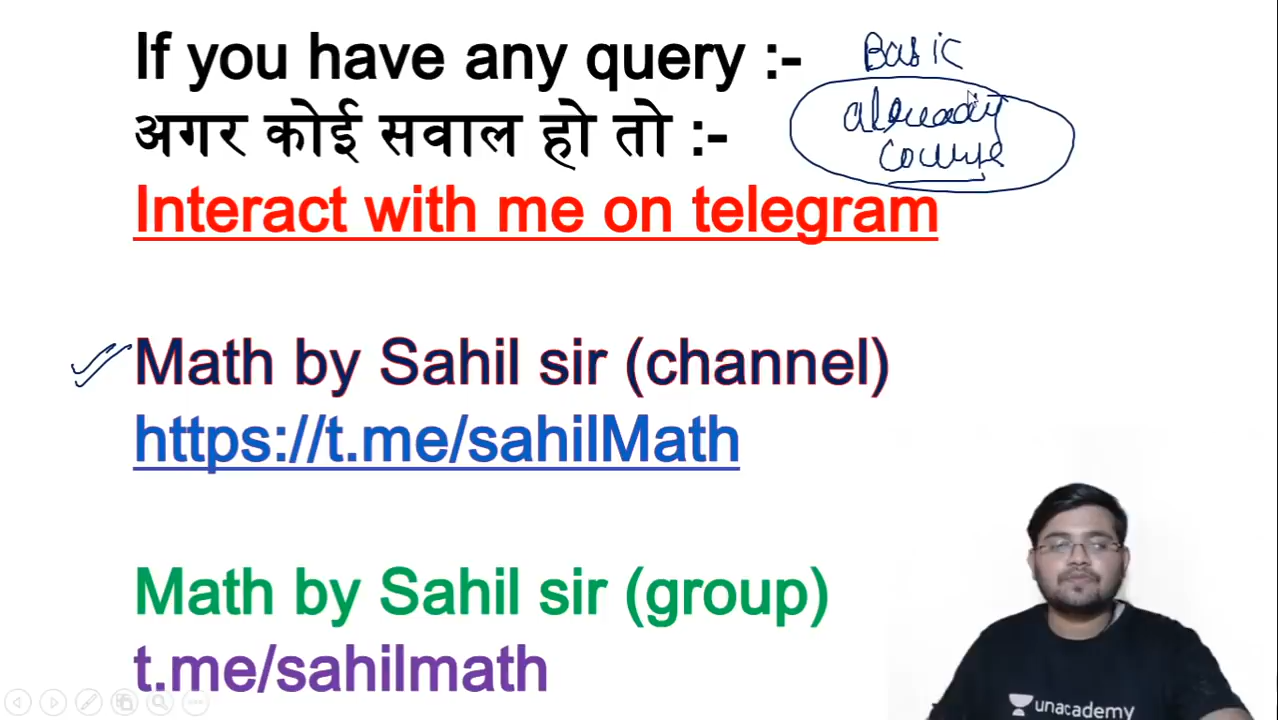 If you have any query :-
Basic
अगर कोई सवाल हो तो :-
already
course
Interact with me on telegram
Math by Sahil sir (channel)
https://t.me/sahilMath
Math by Sahil sir (group)
t.me/sahilmath
unacademy